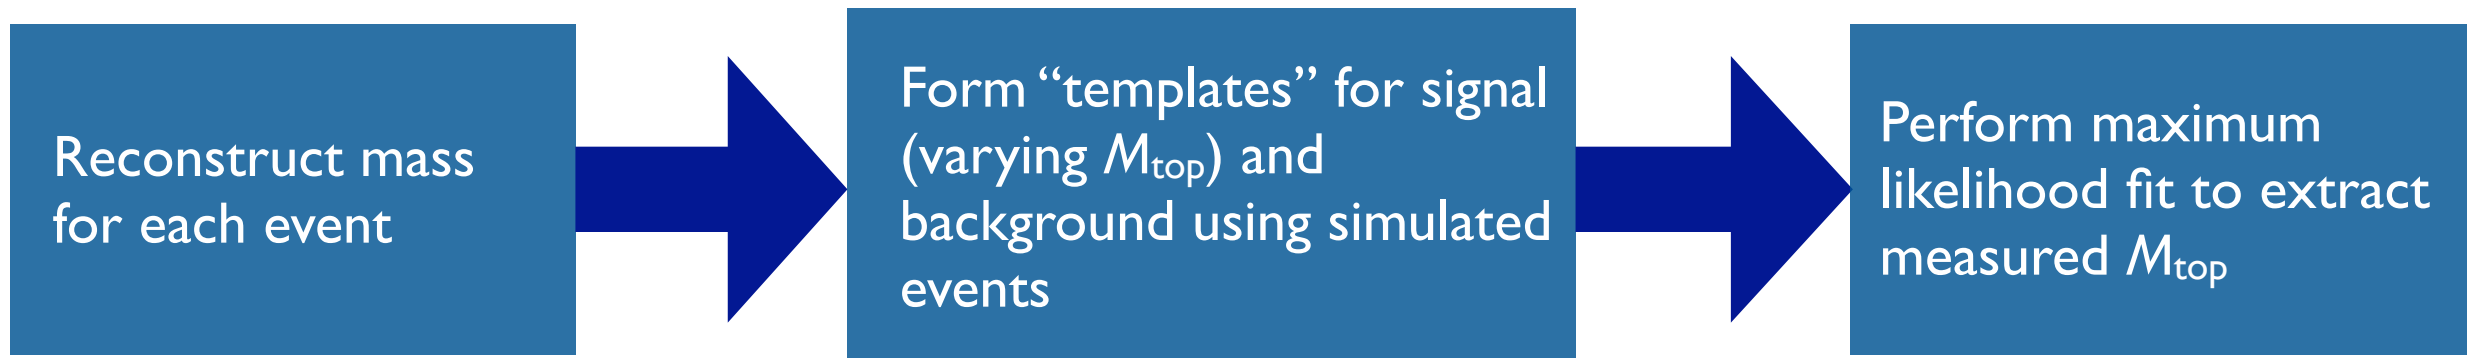 Reconstruct mass
for each event
Form “templates” for signal
(varying Mtop) and
background using simulated
events
Perform maximum
likelihood fit to extract
measured Mtop